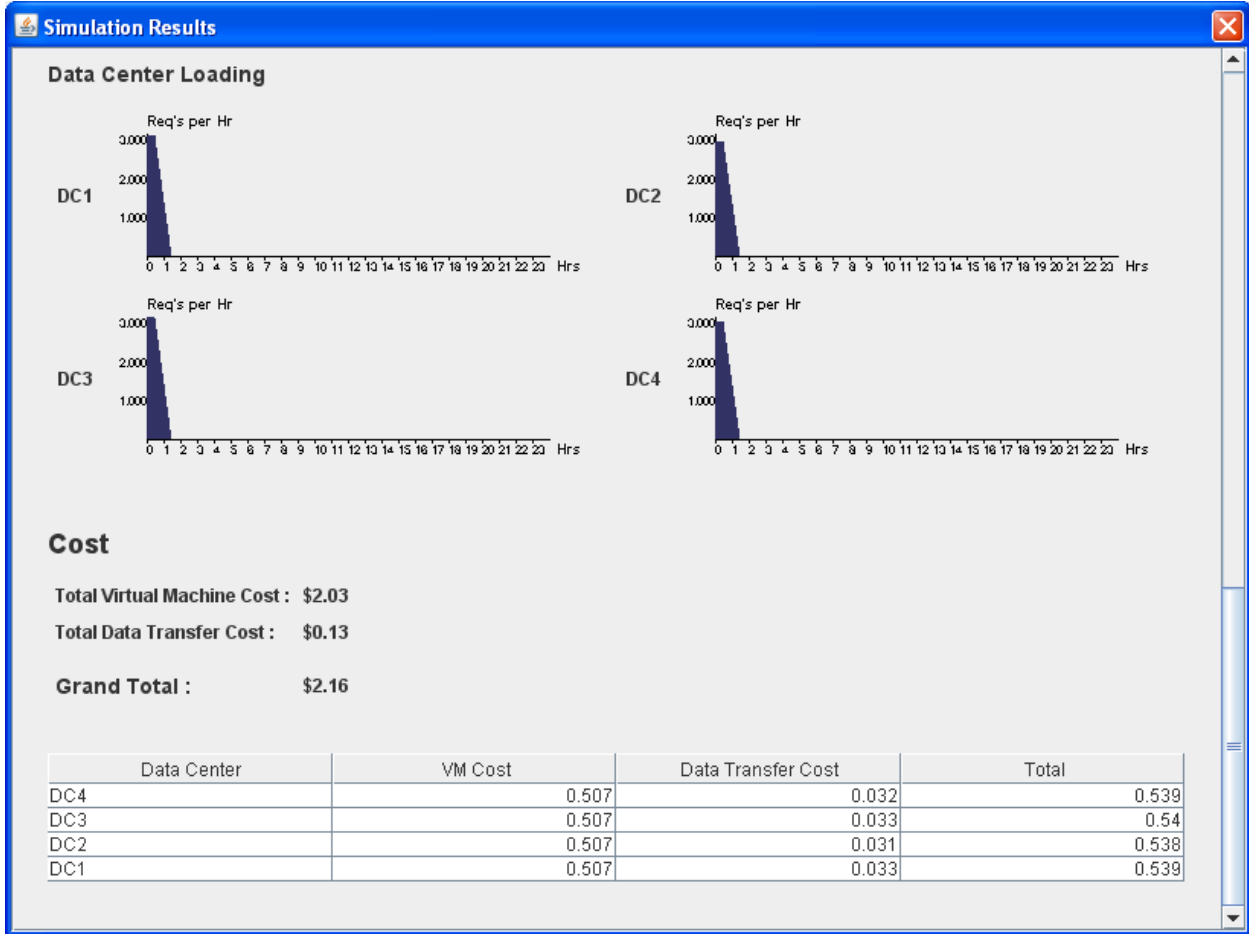 Simulation Results
Data Center Loading
Req's per Hr
3.000
2.000
1.000
DC1
0 1 2 3 4 5 6 7 8 9 10 11 12 13 14 15 16 17 18 19 20 21 22 23 Hrs
Req's per Hr
3.000
2.000
1.000
DC2
0 1 2 3 4 5 6 7 8 9 10 11 12 13 14 15 16 17 18 19 20 21 22 23 Hrs
Req's per Hr
3.000
2.000
1.000
DC3
0 1 2 3 4 5 6 7 8 9 10 11 12 13 14 15 16 17 18 19 20 21 22 23 Hrs
Req's per Hr
3.000
2.000
1.000
DC4
0 1 2 3 4 5 6 7 8 9 10 11 12 13 14 15 16 17 18 19 20 21 22 23 Hrs
Cost
Total Virtual Machine Cost : $2.03
Total Data Transfer Cost : $0.13
Grand Total : $2.16
Data Center VM Cost Data Transfer Cost Total
DC4 0.507 0.032 0.539
DC3 0.507 0.033 0.54
DC2 0.507 0.031 0.538
DC1 0.507 0.033 0.539